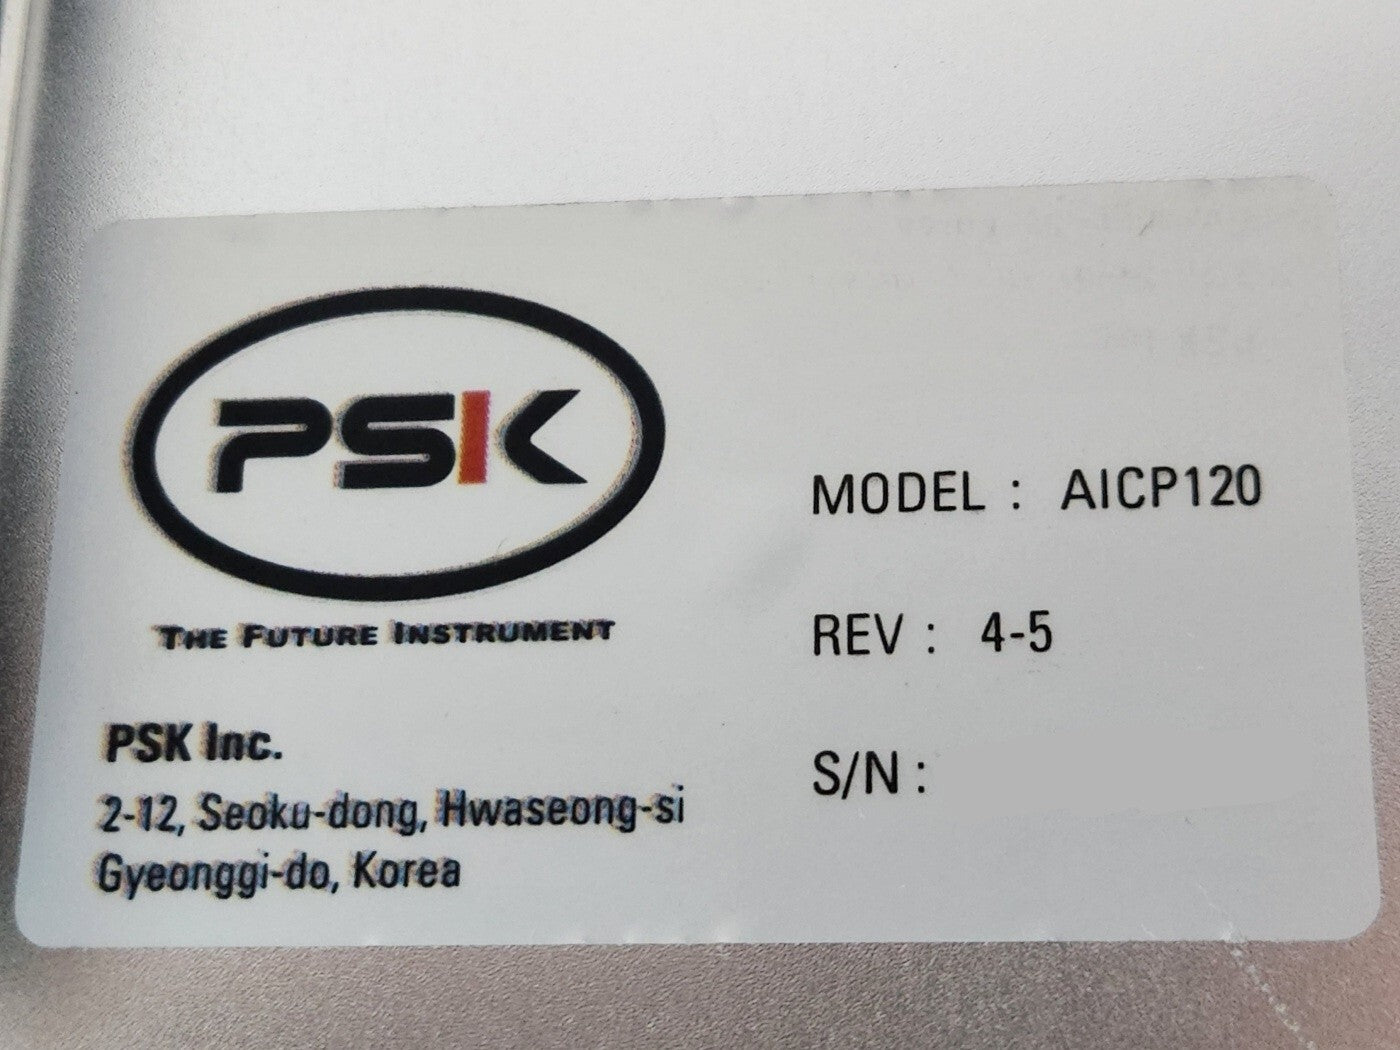 PSK
THE FUTURE INSTRUMENT
PSK Inc.
2-12, Seoku-dong, Hwaseong-si
Gyeonggi-do, Korea
MODEL : AICP120
REV : 4-5
S/N :